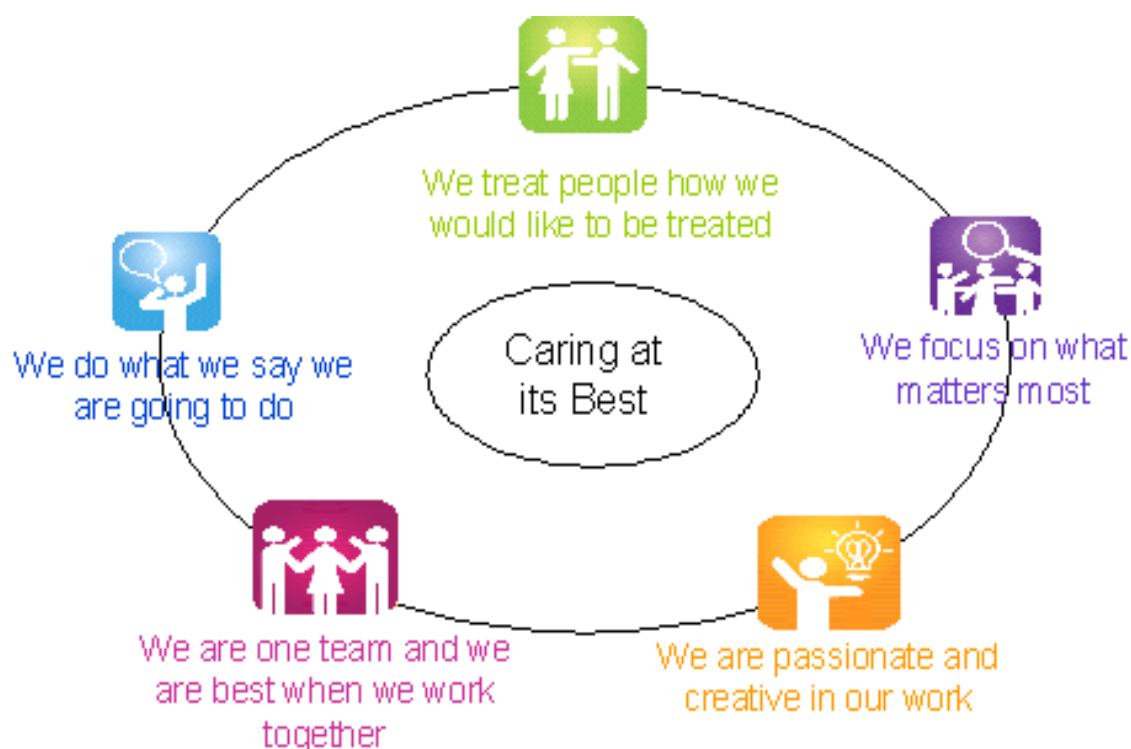 We treat people how we
would like to be treated
We focus on what
matters most
We do what we say we
are going to do
Caring at
its Best
We are one team and we
are best when we work
together
We are passionate and
creative in our work